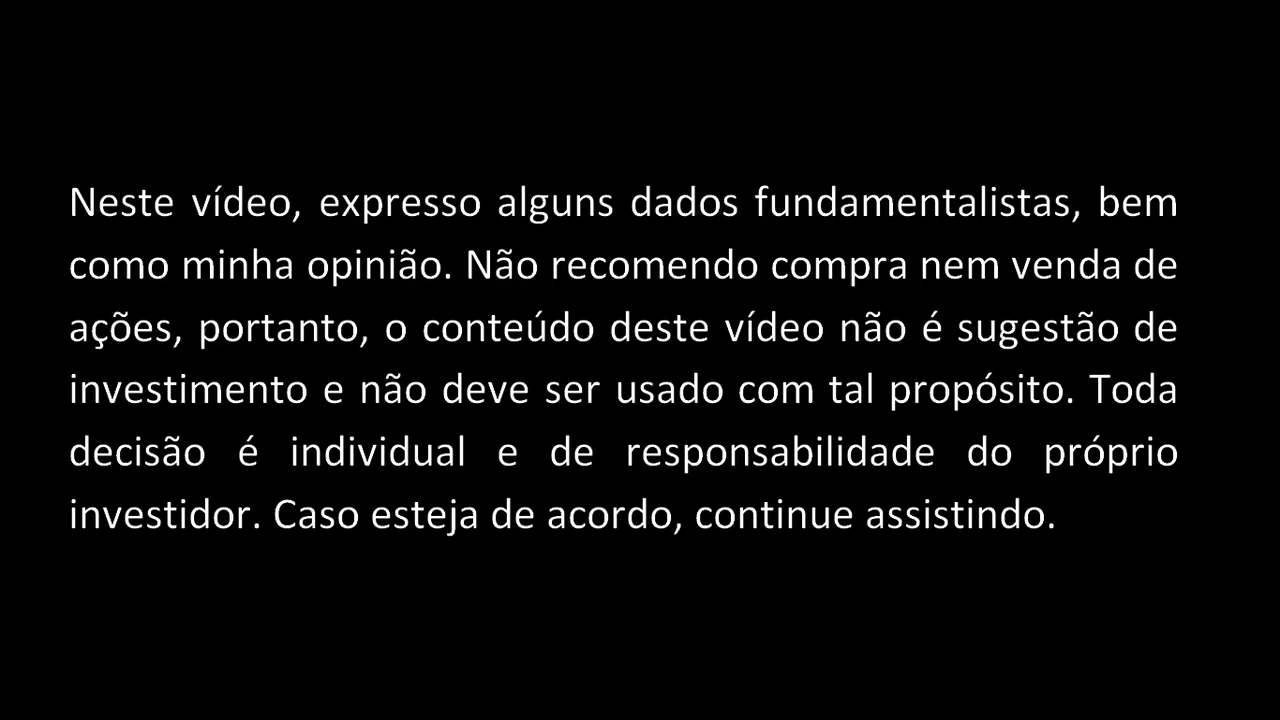 Neste vídeo, expresso alguns dados fundamentalistas, bem
como minha opinião. Não recomendo compra nem venda de
ações, portanto, o conteúdo deste vídeo não é sugestão de
investimento e não deve ser usado com tal propósito. Toda
decisão é individual e de responsabilidade do próprio
investidor. Caso esteja de acordo, continue assistindo.